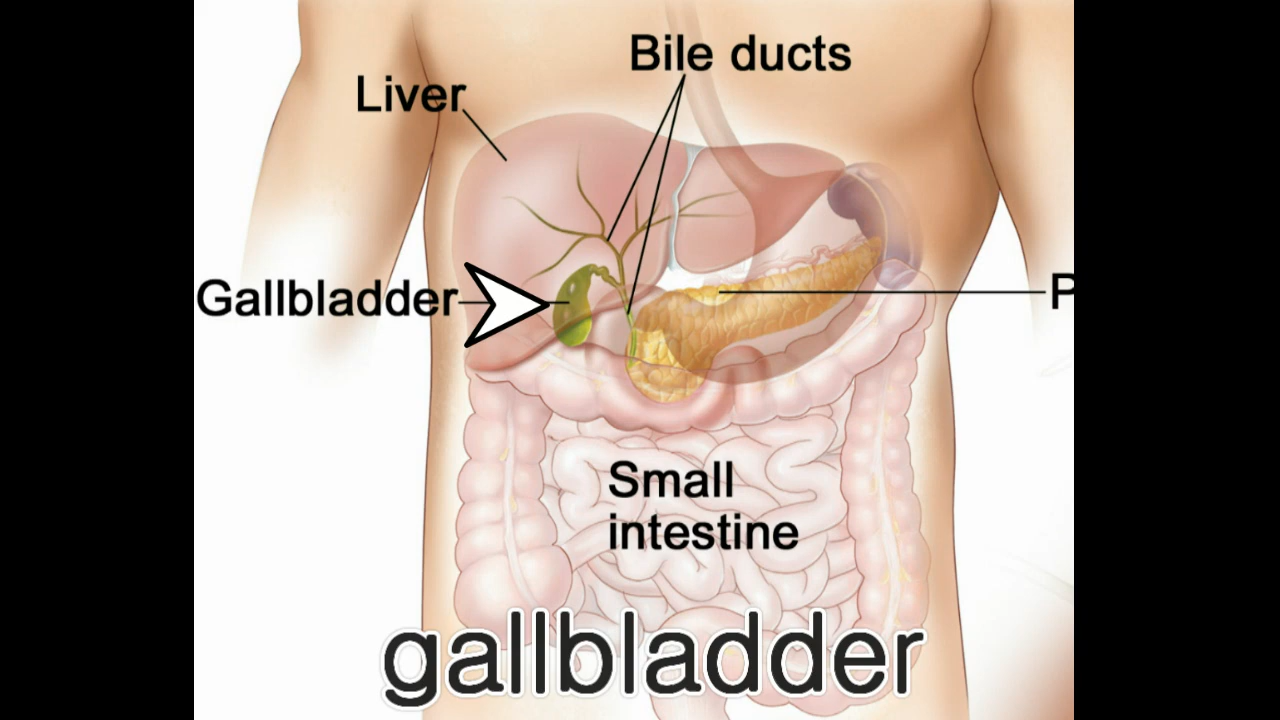 Bile ducts
Liver
Gallbladder
P
Small
intestine
gallbladder